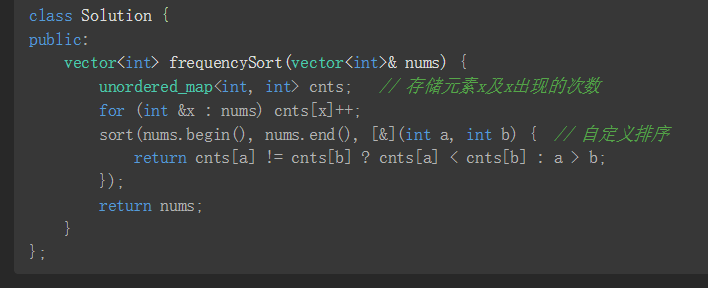 class Solution {
public:
    vector<int> frequencySort(vector<int>& nums) {
        unordered_map<int, int> cnts;   // 存储元素x及x出现的次数
        for (int &x : nums) cnts[x]++;
        sort(nums.begin(), nums.end(), [&](int a, int b) {  // 自定义排序
            return cnts[a] != cnts[b] ? cnts[a] < cnts[b] : a > b;
        });
        return nums;
    }
};